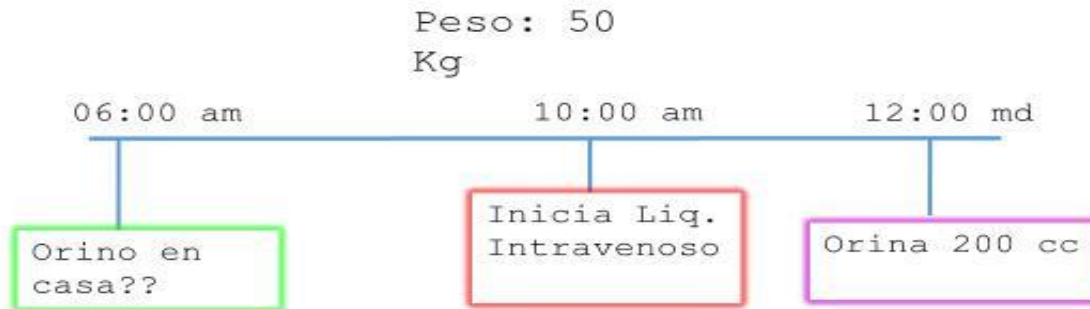 Peso: 50
Kg
06:00 am
10:00 am
12:00 md
Orino en
casa??
Inicia Liq.
Intravenoso
Orina 200 cc